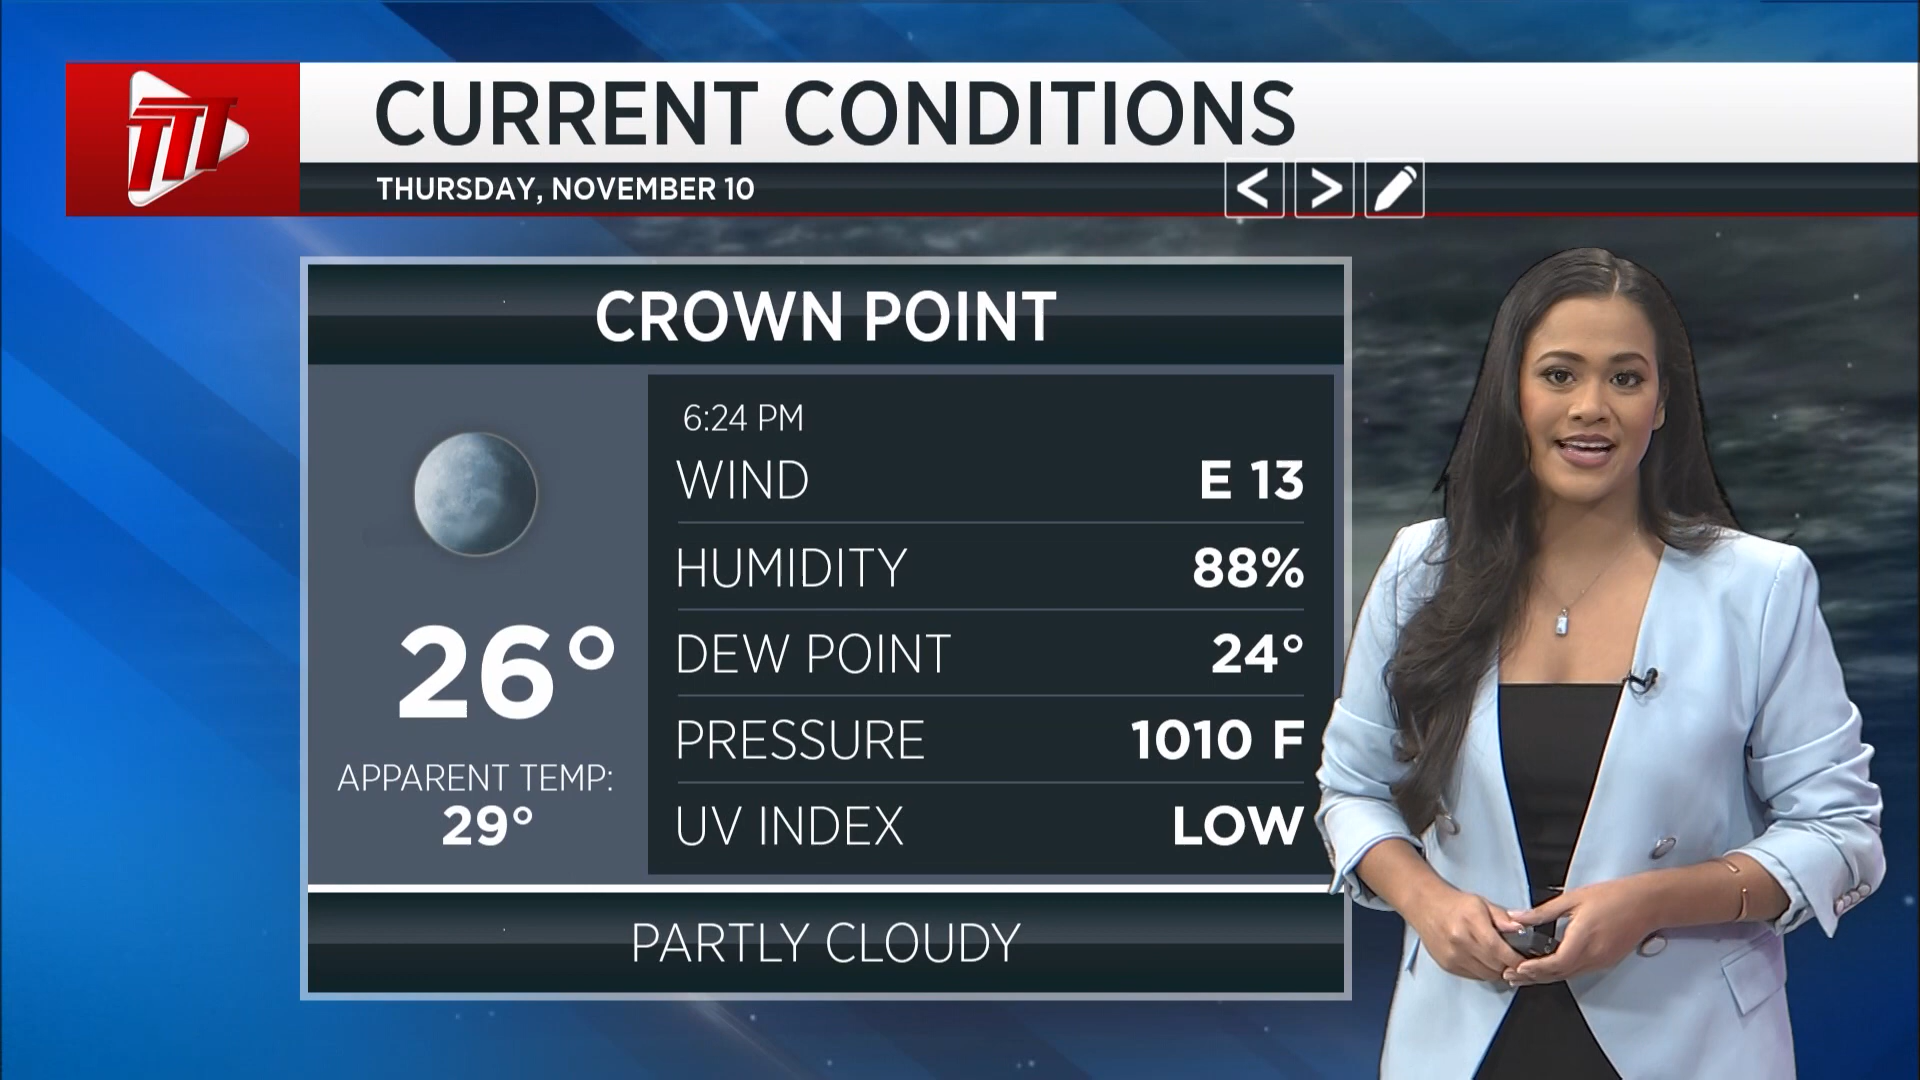 TTT
CURRENT CONDITIONS
THURSDAY, NOVEMBER 10
CROWN POINT
6:24 PM
WIND E 13
HUMIDITY 88%
DEW POINT 24°
PRESSURE 1010 F
UV INDEX LOW
26°
APPARENT TEMP:
29°
PARTLY CLOUDY